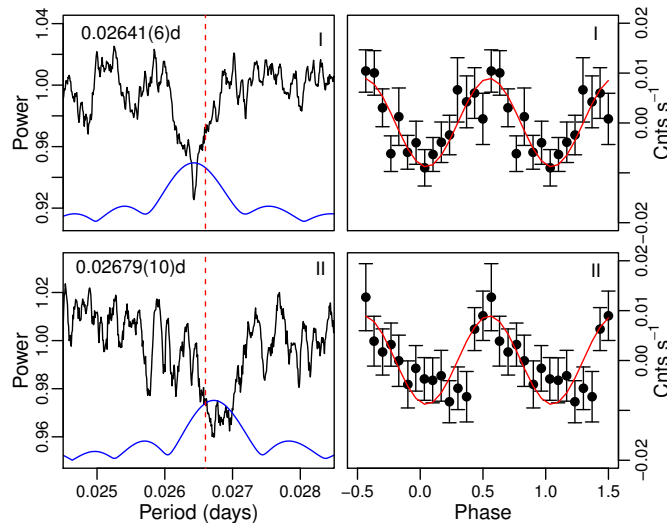 0.02641(6)d
I
Power
1.04
1.00
0.96
0.92
I
Cnts s⁻¹
0.02
0.01
0.00
-0.02
0.02679(10)d
II
Power
1.02
1.00
0.98
0.96
0.025
0.026
0.027
0.028
Period (days)
II
Cnts s⁻¹
0.02
0.01
0.00
-0.02
-0.5
0.0
0.5
1.0
1.5
Phase